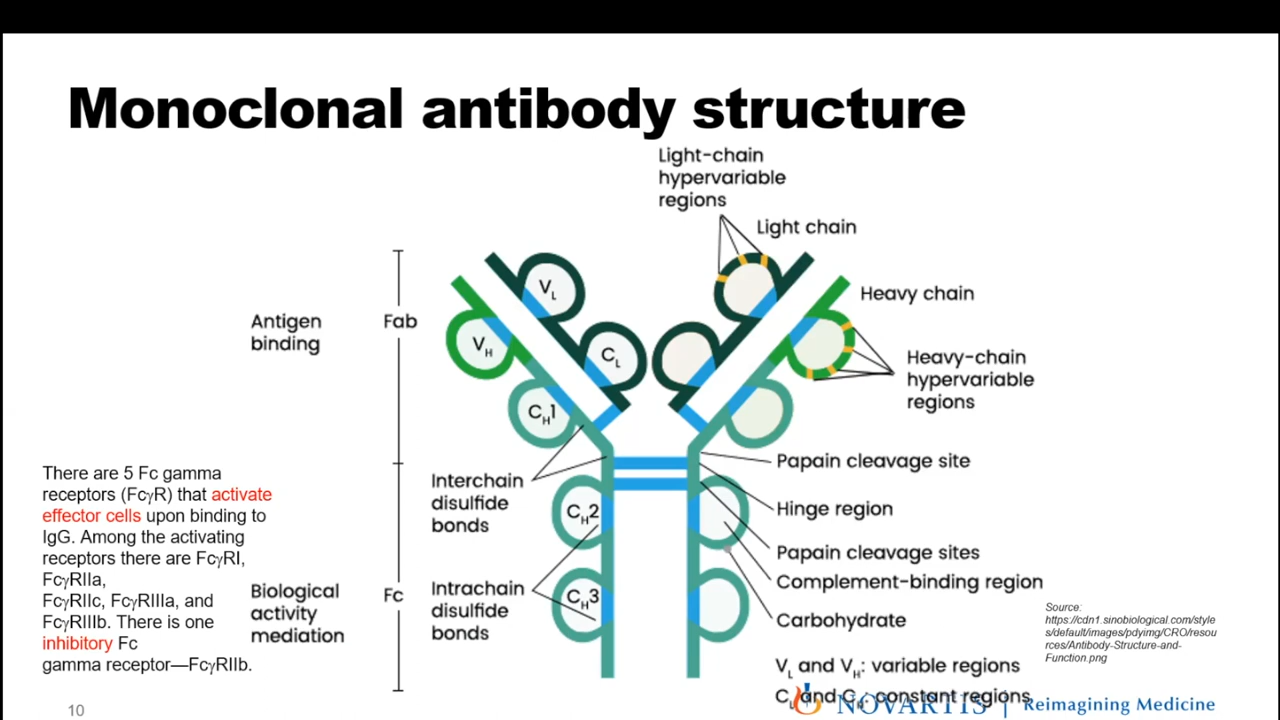 Monoclonal antibody structure
Light-chain
hypervariable
regions
Light chain
Heavy chain
Heavy-chain
hypervariable
regions
Antigen
binding
Fab
V_L
V_H
C_L
C_H1
There are 5 Fc gamma
receptors (FcγR) that activate
effector cells upon binding to
IgG. Among the activating
receptors there are FcγRI,
FcγRIIa,
FcγRIIc, FcγRIIIa, and
FcγRIIIb. There is one
inhibitory Fc
gamma receptor—FcγRIIb.
Biological
activity
mediation
Fc
Interchain
disulfide
bonds
Intrachain
disulfide
bonds
C_H2
C_H3
Papain cleavage site
Hinge region
Papain cleavage sites
Complement-binding region
Carbohydrate
V_L and V_H: variable regions
C_L and C_H: constant regions
Source:
https://cdn1.sinobiological.com/style
s/default/images/pdyimg/CRO/resou
rces/Antibody-Structure-and-
Function.png
10
NOVARTIS | Reimagining Medicine